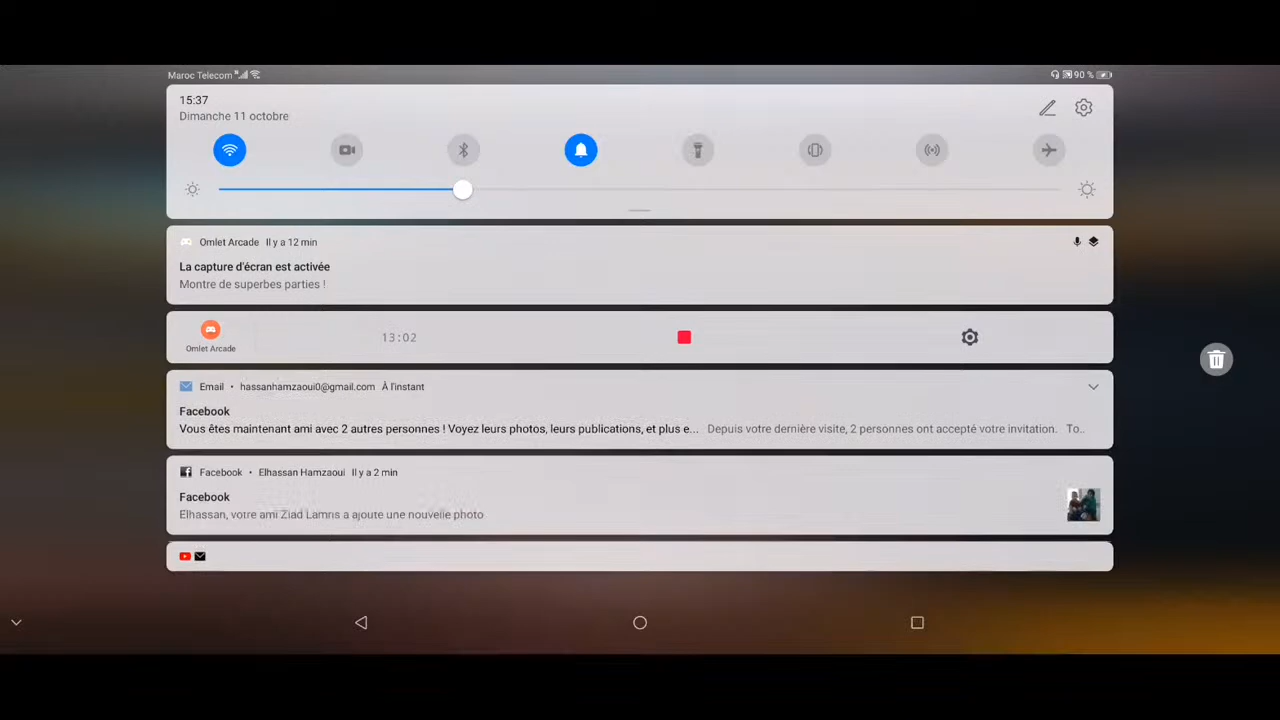 Maroc Telecom
90 %
15:37
Dimanche 11 octobre
Omlet Arcade Il y a 12 min
La capture d'écran est activée
Montre de superbes parties !
Omlet Arcade
13:02
Email • hassanhamzaoui0@gmail.com À l'instant
Facebook
Vous êtes maintenant ami avec 2 autres personnes ! Voyez leurs photos, leurs publications, et plus e... Depuis votre dernière visite, 2 personnes ont accepté votre invitation. To..
Facebook • Elhassan Hamzaoui Il y a 2 min
Facebook
Elhassan, votre ami Ziad Lamris a ajouté une nouvelle photo